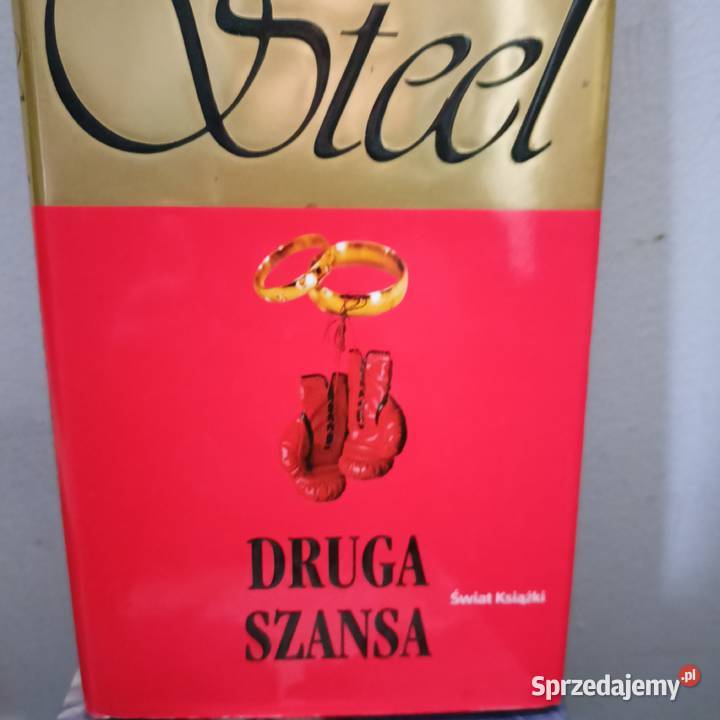 Steel
DRUGA
SZANSA
Świat Książki
Sprzedajemy.pl